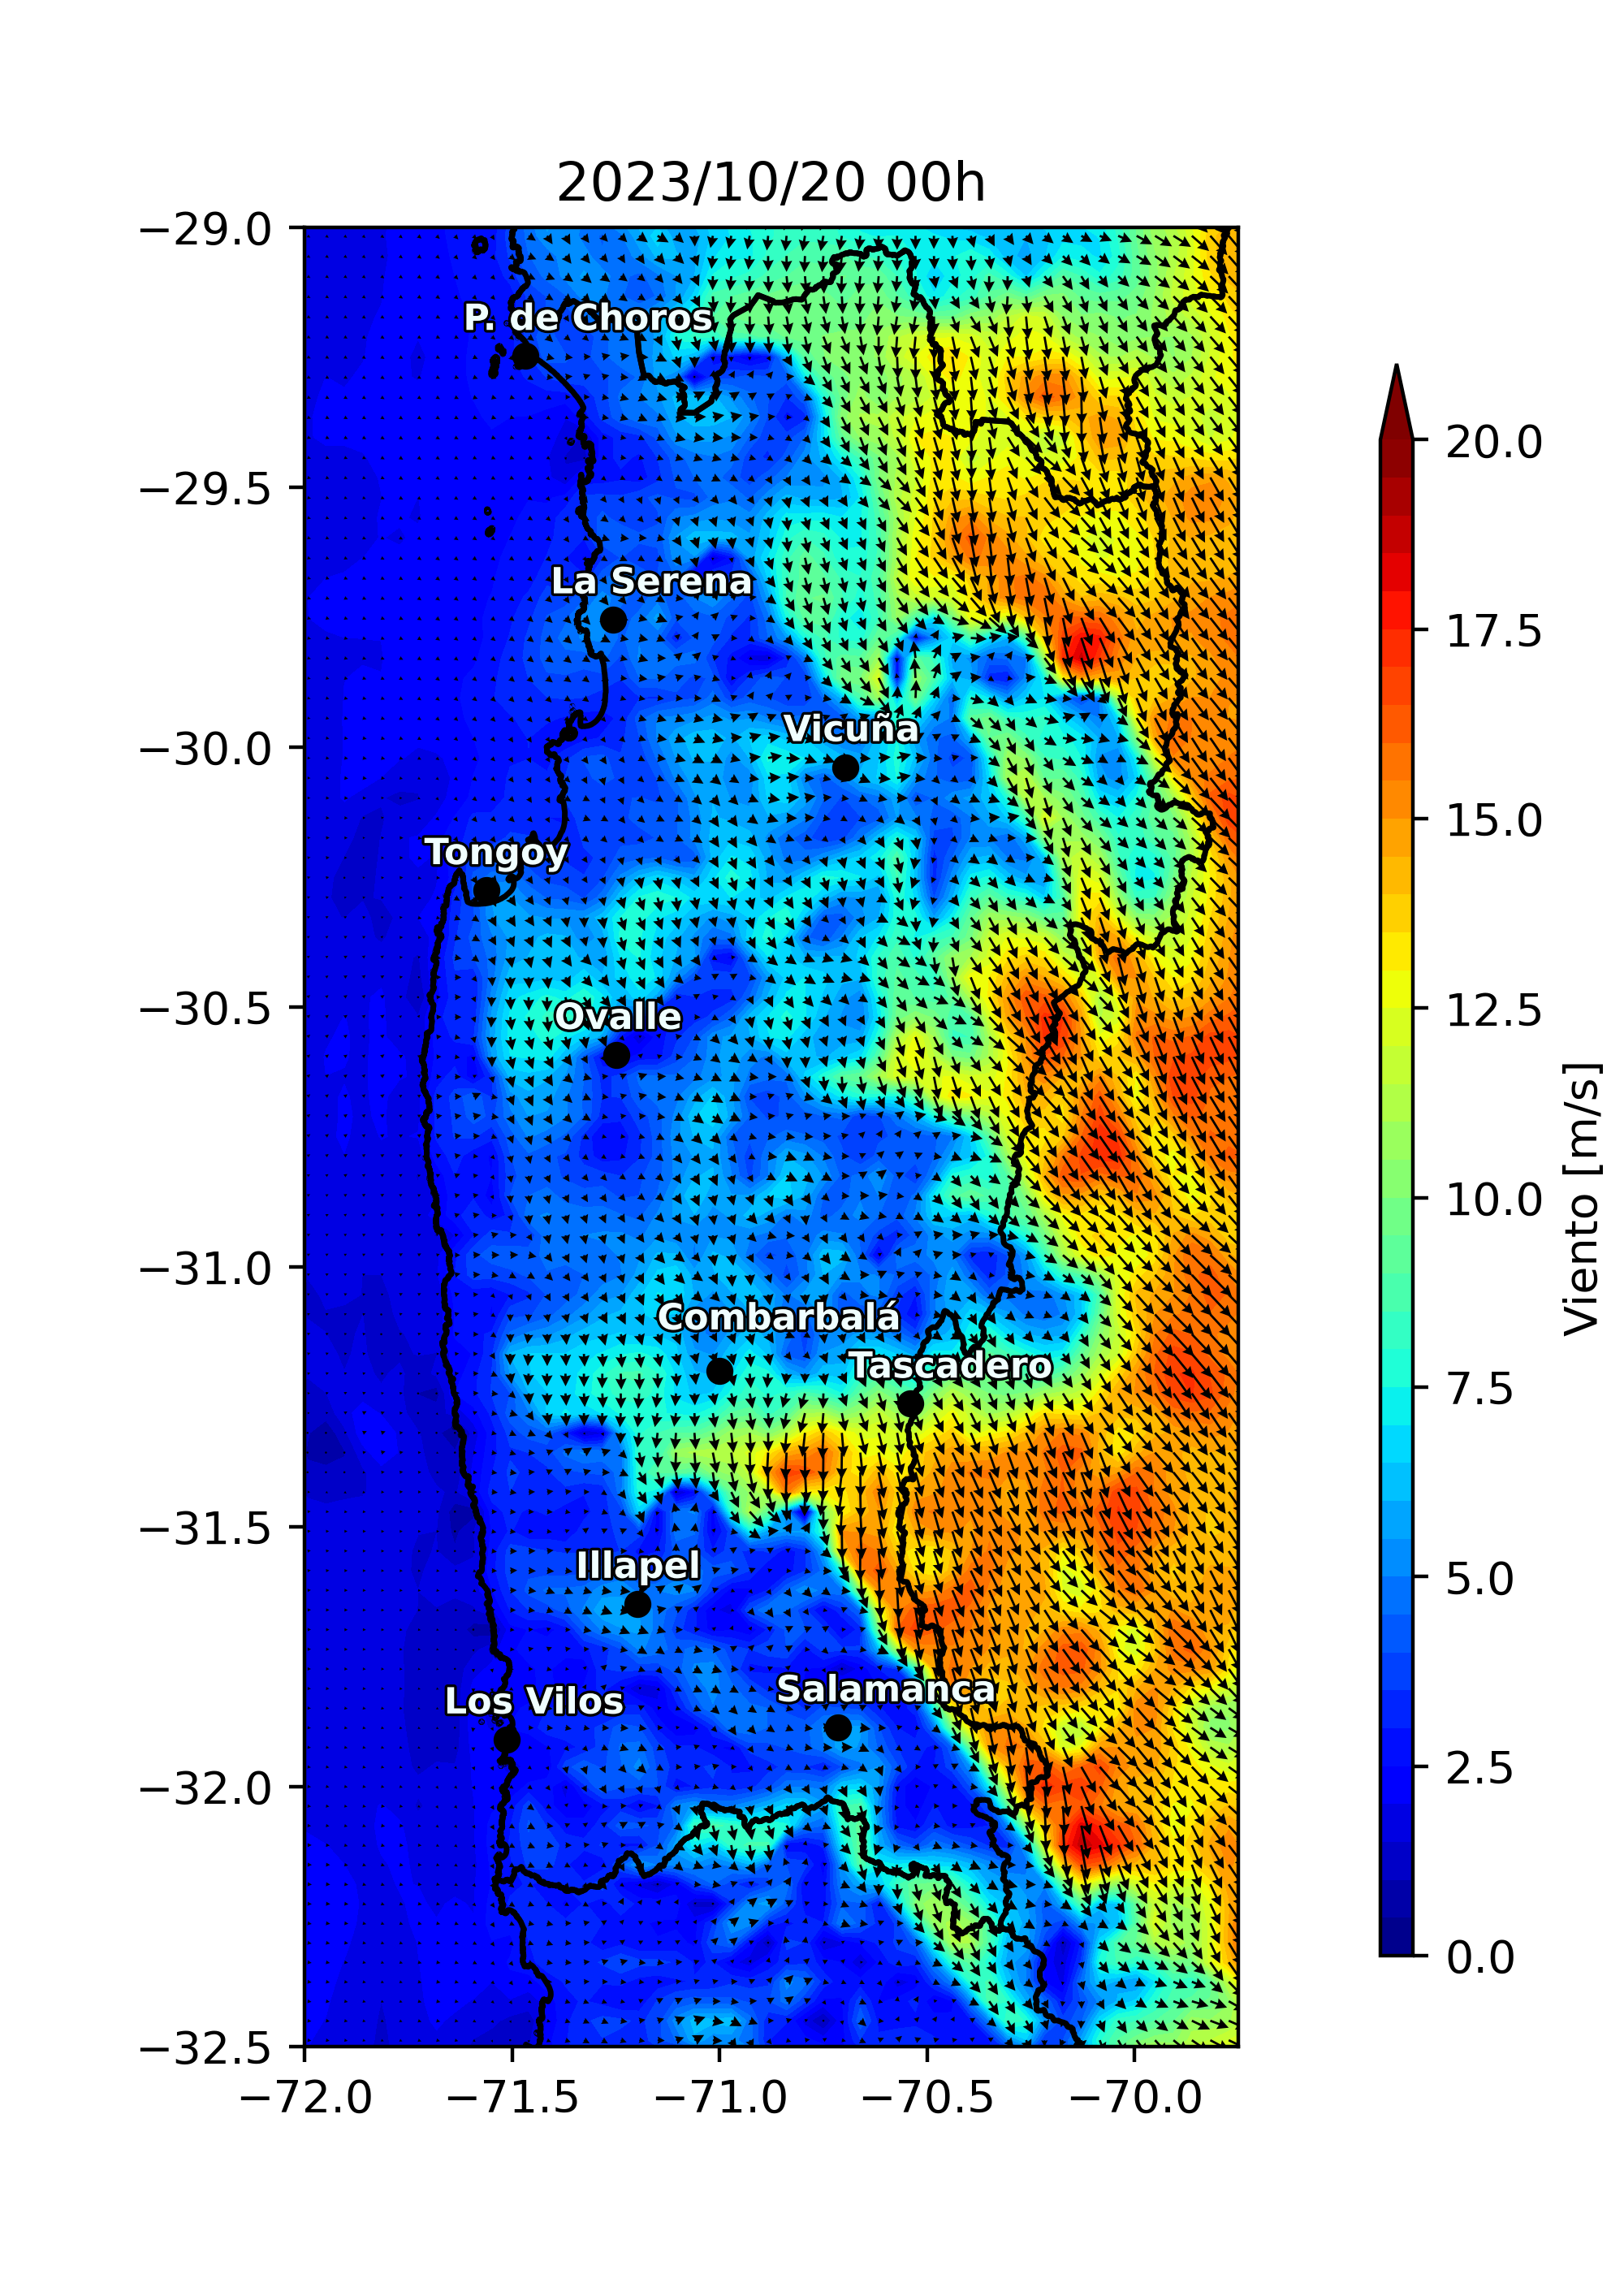 2023/10/20 00h
−29.0
−29.5
−30.0
−30.5
−31.0
−31.5
−32.0
−32.5
−72.0
−71.5
−71.0
−70.5
−70.0
P. de Choros
La Serena
Vicuña
Tongoy
Ovalle
Combarbalá
Tascadero
Illapel
Salamanca
Los Vilos
20.0
17.5
15.0
12.5
10.0
7.5
5.0
2.5
0.0
Viento [m/s]